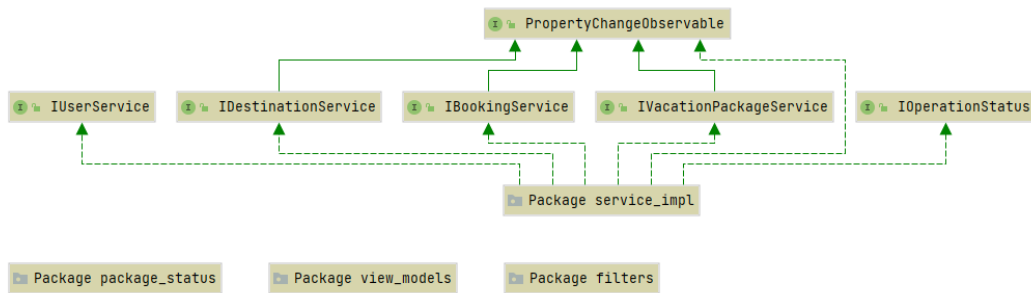 I PropertyChangeObservable
I IUserService
I IDestinationService
I IBookingService
I IVacationPackageService
I IOperationStatus
Package service_impl
Package package_status
Package view_models
Package filters